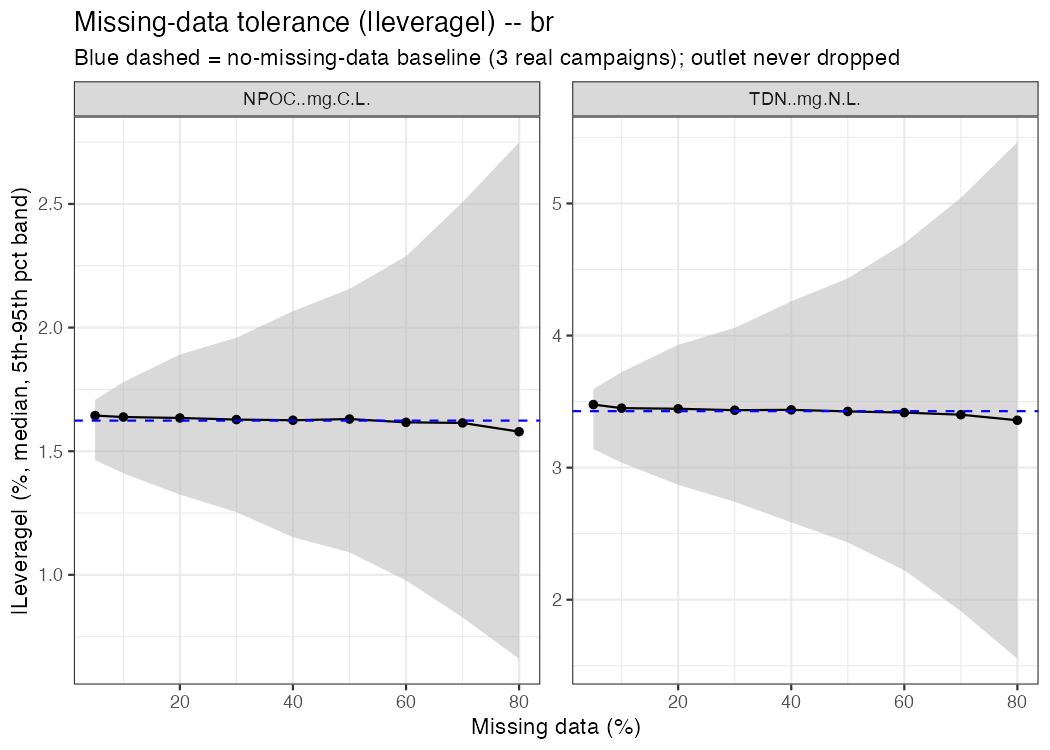 Missing-data tolerance (|leverage|) -- br
Blue dashed = no-missing-data baseline (3 real campaigns); outlet never dropped
NPOC..mg.C.L.
TDN..mg.N.L.
|Leverage| (%, median, 5th-95th pct band)
2.5
2.0
1.5
1.0
5
4
3
2
20 40 60 80
20 40 60 80
Missing data (%)